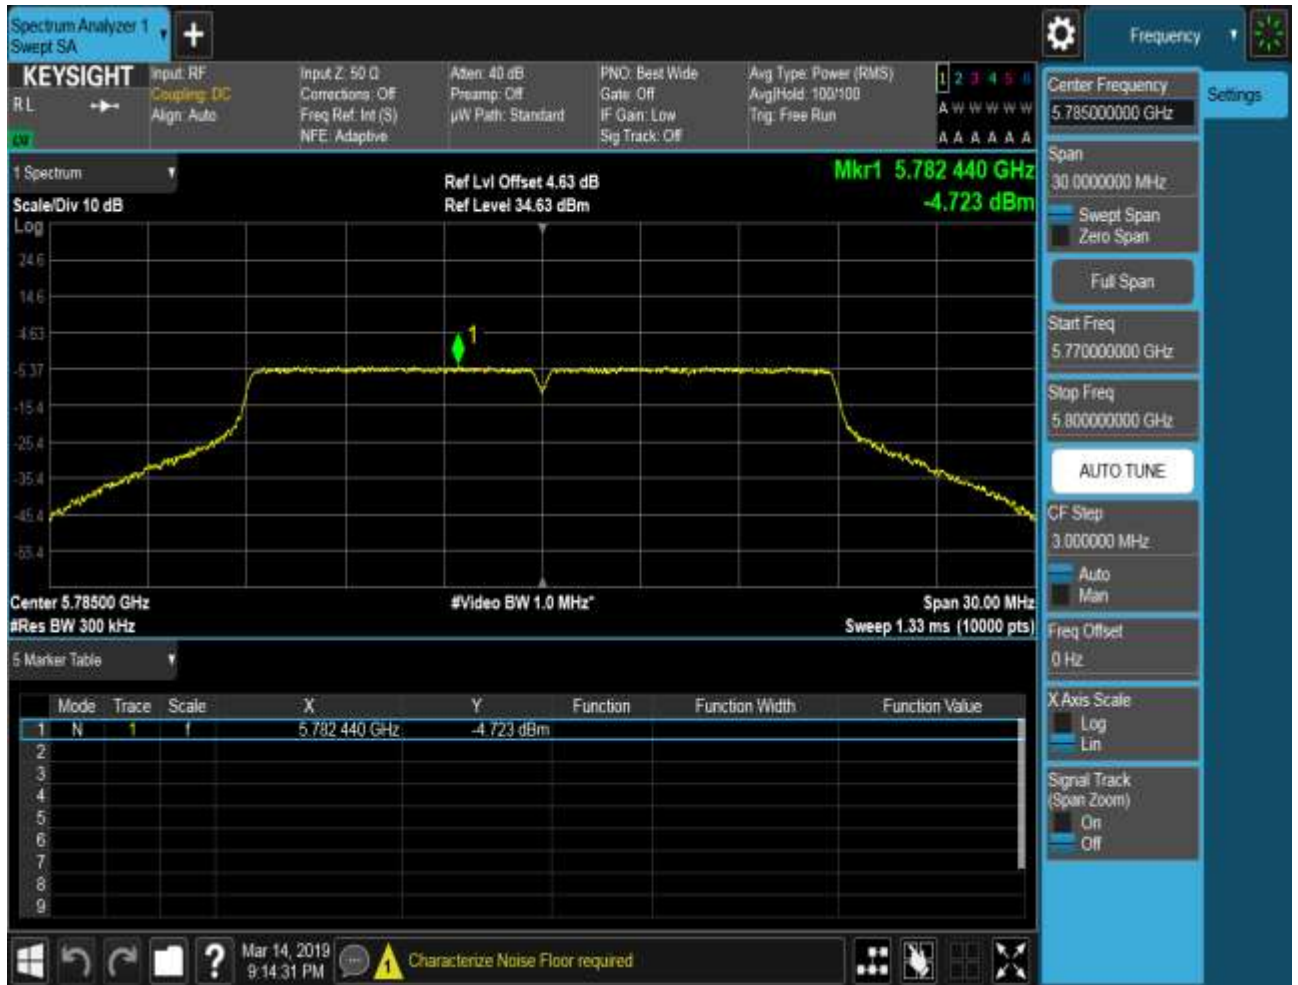 Spectrum Analyzer 1
Swept SA
Frequency
KEYSIGHT
RL
Input: RF
Coupling: DC
Align: Auto
Input Z: 50 Ω
Corrections: Off
Freq Ref: Int (S)
NFE: Adaptive
Atten: 40 dB
Preamp: Off
µW Path: Standard
PNO: Best Wide
Gate: Off
IF Gain: Low
Sig Track: Off
Avg Type: Power (RMS)
Avg|Hold: 100/100
Trig: Free Run
1 2 3 4 5 6
A W W W W W
A A A A A A
1 Spectrum
Scale/Div 10 dB
Ref Lvl Offset 4.63 dB
Ref Level 34.63 dBm
Mkr1 5.782 440 GHz
-4.723 dBm
Log
24.6
14.6
4.63
-5.37
-15.4
-25.4
-35.4
-45.4
-55.4
1
Center 5.78500 GHz
#Res BW 300 kHz
#Video BW 1.0 MHz*
Span 30.00 MHz
Sweep 1.33 ms (10000 pts)
5 Marker Table
Mode Trace Scale X Y Function Function Width Function Value
1 N 1 f 5.782 440 GHz -4.723 dBm
2
3
4
5
6
7
8
9
Mar 14, 2019
9:14:31 PM
1
Characterize Noise Floor required
Settings
Center Frequency
5.785000000 GHz
Span
30.0000000 MHz
Swept Span
Zero Span
Full Span
Start Freq
5.770000000 GHz
Stop Freq
5.800000000 GHz
AUTO TUNE
CF Step
3.000000 MHz
Auto
Man
Freq Offset
0 Hz
X Axis Scale
Log
Lin
Signal Track
(Span Zoom)
On
Off